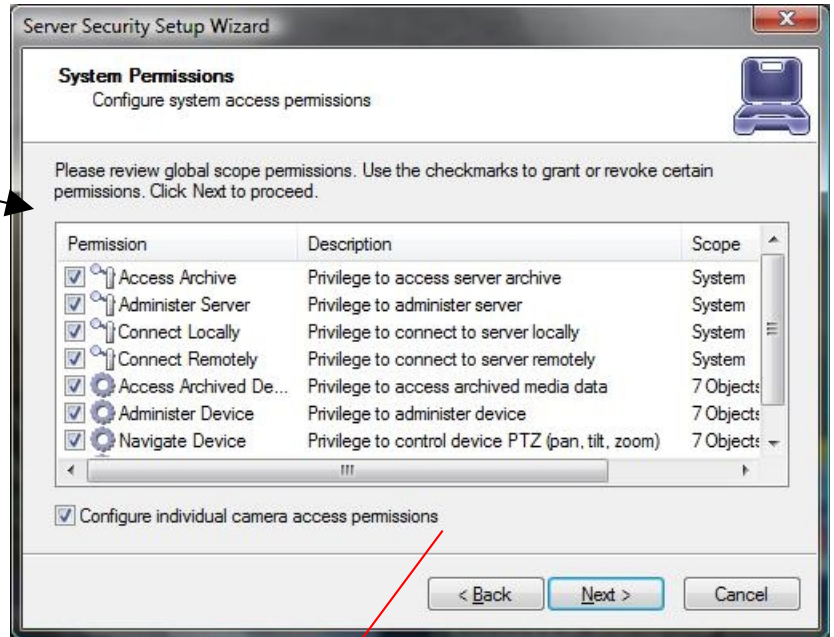 Server Security Setup Wizard
System Permissions
Configure system access permissions
Please review global scope permissions. Use the checkmarks to grant or revoke certain
permissions. Click Next to proceed.
Permission Description Scope
Access Archive Privilege to access server archive System
Administer Server Privilege to administer server System
Connect Locally Privilege to connect to server locally System
Connect Remotely Privilege to connect to server remotely System
Access Archived De... Privilege to access archived media data 7 Objects
Administer Device Privilege to administer device 7 Objects
Navigate Device Privilege to control device PTZ (pan, tilt, zoom) 7 Objects
Configure individual camera access permissions
< Back Next > Cancel